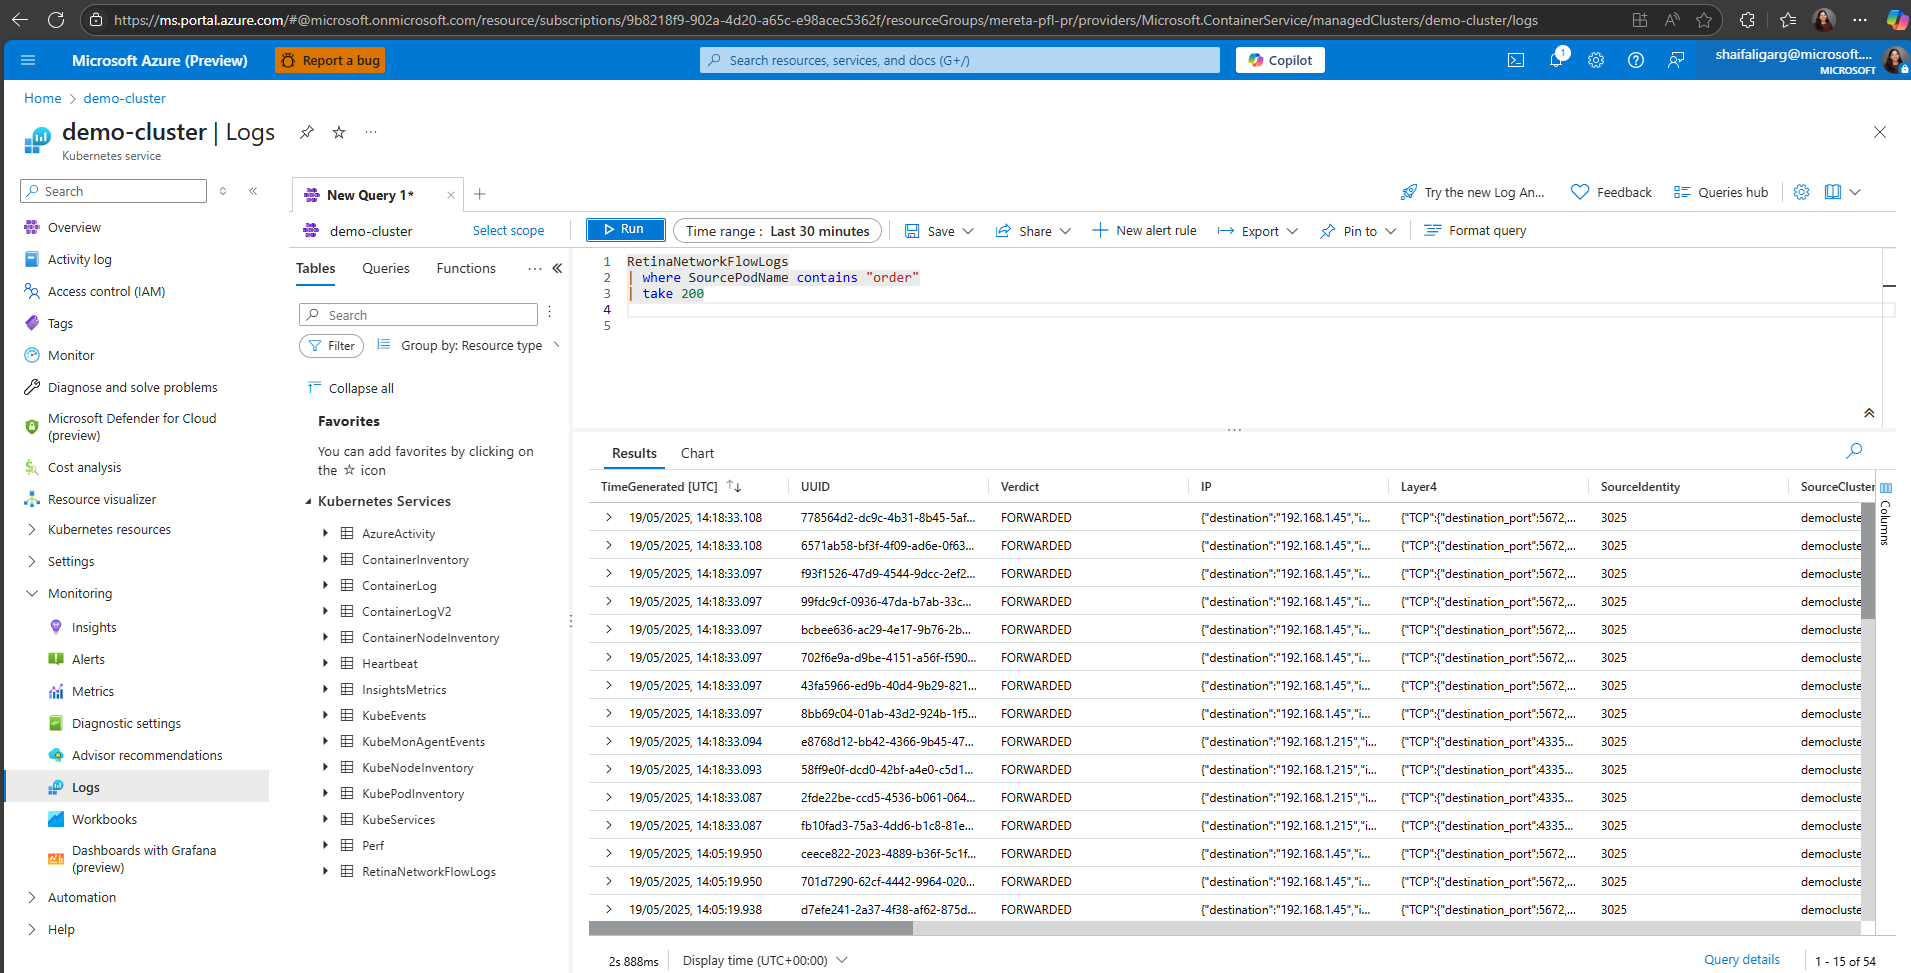 https://ms.portal.azure.com/#@microsoft.onmicrosoft.com/resource/subscriptions/9b8218f9-902a-4d20-a65c-e98acec5362f/resourceGroups/mereta-pfl-pr/providers/Microsoft.ContainerService/managedClusters/demo-cluster/logs
Microsoft Azure (Preview)
Report a bug
Search resources, services, and docs (G+/)
Copilot
1
shaifaligarg@microsoft....
MICROSOFT
Home > demo-cluster
demo-cluster | Logs
Kubernetes service
Search
Overview
Activity log
Access control (IAM)
Tags
Monitor
Diagnose and solve problems
Microsoft Defender for Cloud
(preview)
Cost analysis
Resource visualizer
Kubernetes resources
Settings
Monitoring
Insights
Alerts
Metrics
Diagnostic settings
Advisor recommendations
Logs
Workbooks
Dashboards with Grafana
(preview)
Automation
Help
New Query 1*
Try the new Log An...
Feedback
Queries hub
demo-cluster
Select scope
Run
Time range : Last 30 minutes
Save
Share
New alert rule
Export
Pin to
Format query
Tables
Queries
Functions
Search
Filter
Group by: Resource type
Collapse all
Favorites
You can add favorites by clicking on
the ☆ icon
Kubernetes Services
AzureActivity
ContainerInventory
ContainerLog
ContainerLogV2
ContainerNodeInventory
Heartbeat
InsightsMetrics
KubeEvents
KubeMonAgentEvents
KubeNodeInventory
KubePodInventory
KubeServices
Perf
RetinaNetworkFlowLogs
1 RetinaNetworkFlowLogs
2 | where SourcePodName contains "order"
3 | take 200
4
5
Results
Chart
TimeGenerated [UTC] UUID Verdict IP Layer4 SourceIdentity SourceCluster
19/05/2025, 14:18:33.108 778564d2-dc9c-4b31-8b45-5af... FORWARDED {"destination":"192.168.1.45","i... {"TCP":{"destination_port":5672,... 3025 democluste
19/05/2025, 14:18:33.108 6571ab58-bf3f-4f09-ad6e-0f63... FORWARDED {"destination":"192.168.1.45","i... {"TCP":{"destination_port":5672,... 3025 democluste
19/05/2025, 14:18:33.097 f93f1526-47d9-4544-9dcc-2ef2... FORWARDED {"destination":"192.168.1.45","i... {"TCP":{"destination_port":5672,... 3025 democluste
19/05/2025, 14:18:33.097 99fdc9cf-0936-47da-b7ab-33c... FORWARDED {"destination":"192.168.1.45","i... {"TCP":{"destination_port":5672,... 3025 democluste
19/05/2025, 14:18:33.097 bcbee636-ac29-4e17-9b76-2b... FORWARDED {"destination":"192.168.1.45","i... {"TCP":{"destination_port":5672,... 3025 democluste
19/05/2025, 14:18:33.097 702f6e9a-d9be-4151-a56f-f590... FORWARDED {"destination":"192.168.1.45","i... {"TCP":{"destination_port":5672,... 3025 democluste
19/05/2025, 14:18:33.097 43fa5966-ed9b-40d4-9b29-821... FORWARDED {"destination":"192.168.1.45","i... {"TCP":{"destination_port":5672,... 3025 democluste
19/05/2025, 14:18:33.097 8bb69c04-01ab-43d2-924b-1f5... FORWARDED {"destination":"192.168.1.45","i... {"TCP":{"destination_port":5672,... 3025 democluste
19/05/2025, 14:18:33.094 e8768d12-bb42-4366-9b45-47... FORWARDED {"destination":"192.168.1.215","i... {"TCP":{"destination_port":4335... 3025 democluste
19/05/2025, 14:18:33.093 58ff9e0f-dcd0-42bf-a4e0-c5d1... FORWARDED {"destination":"192.168.1.215","i... {"TCP":{"destination_port":4335... 3025 democluste
19/05/2025, 14:18:33.087 2fde22be-ccd5-4536-b061-064... FORWARDED {"destination":"192.168.1.215","i... {"TCP":{"destination_port":4335... 3025 democluste
19/05/2025, 14:18:33.087 fb10fad3-75a3-4dd6-b1c8-81e... FORWARDED {"destination":"192.168.1.215","i... {"TCP":{"destination_port":4335... 3025 democluste
19/05/2025, 14:05:19.950 ceece822-2023-4889-b36f-5c1f... FORWARDED {"destination":"192.168.1.45","i... {"TCP":{"destination_port":5672,... 3025 democluste
19/05/2025, 14:05:19.950 701d7290-62cf-4442-9964-020... FORWARDED {"destination":"192.168.1.45","i... {"TCP":{"destination_port":5672,... 3025 democluste
19/05/2025, 14:05:19.938 d7efe241-2a37-4f38-af62-875d... FORWARDED {"destination":"192.168.1.45","i... {"TCP":{"destination_port":5672,... 3025 democluste
Columns
2s 888ms
Display time (UTC+00:00)
Query details
1 - 15 of 54